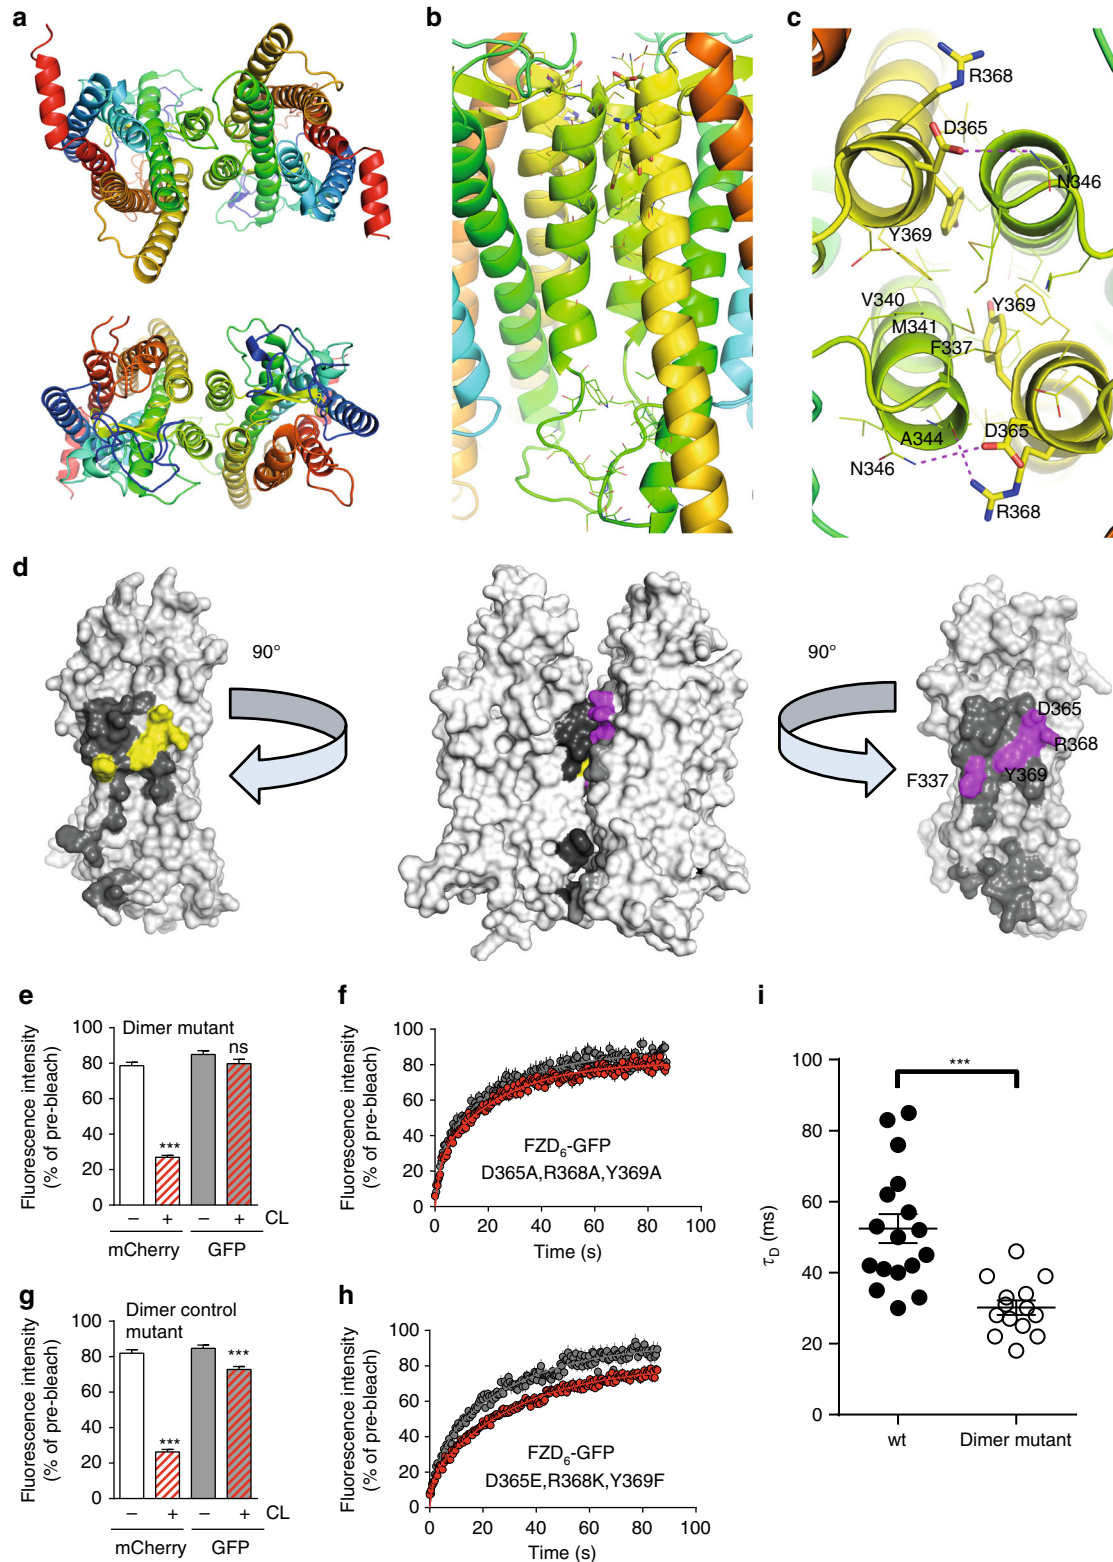 a
b
c
R368
D365
N346
Y369
V340
Y369
M341
F337
A344
D365
N346
R368
d
90°
90°
D365
R368
Y369
F337
e
Fluorescence intensity
(% of pre-bleach)
100
80
60
40
20
0
Dimer mutant
ns
***
– + – + CL
mCherry GFP
f
Fluorescence intensity
(% of pre-bleach)
100
80
60
40
20
0
FZD6-GFP
D365A,R368A,Y369A
0 20 40 60 80 100
Time (s)
g
Fluorescence intensity
(% of pre-bleach)
100
80
60
40
20
0
Dimer control
mutant
***
***
– + – + CL
mCherry GFP
h
Fluorescence intensity
(% of pre-bleach)
100
80
60
40
20
0
FZD6-GFP
D365E,R368K,Y369F
0 20 40 60 80 100
Time (s)
i
τD (ms)
100
80
60
40
20
0
***
wt Dimer mutant